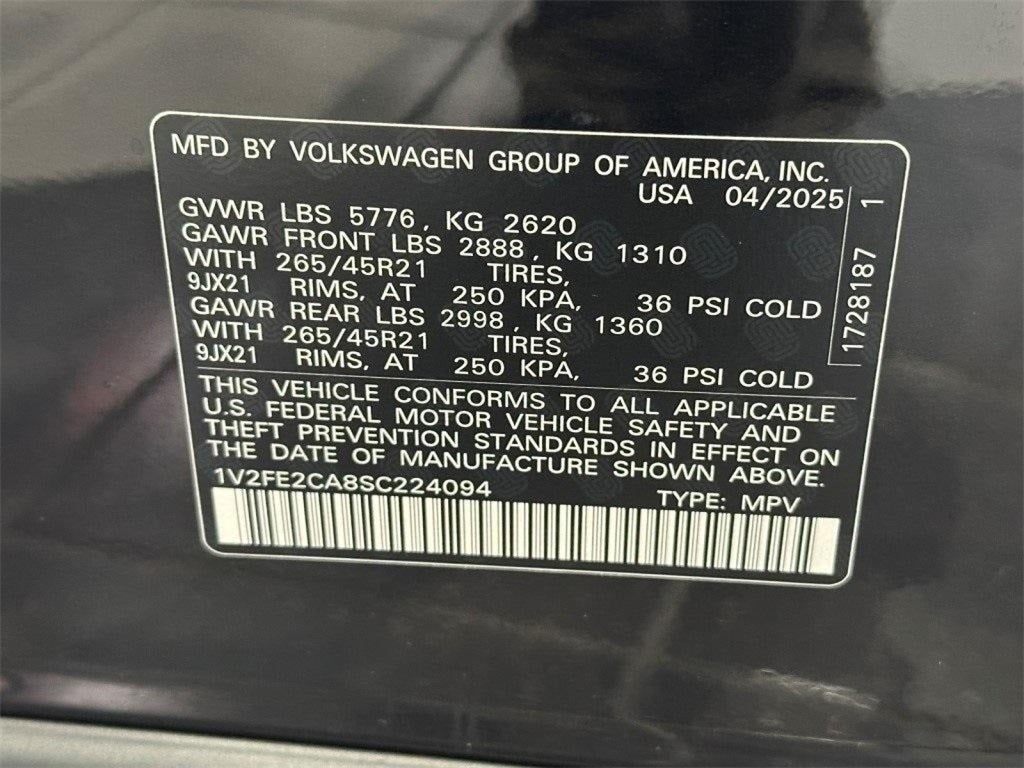 MFD BY VOLKSWAGEN GROUP OF AMERICA, INC.
USA 04/2025
GVWR LBS 5776, KG 2620
GAWR FRONT LBS 2888, KG 1310
WITH 265/45R21 TIRES,
9JX21 RIMS, AT 250 KPA, 36 PSI COLD
GAWR REAR LBS 2998, KG 1360
WITH 265/45R21 TIRES,
9JX21 RIMS, AT 250 KPA, 36 PSI COLD
1728187 1
THIS VEHICLE CONFORMS TO ALL APPLICABLE
U.S. FEDERAL MOTOR VEHICLE SAFETY AND
THEFT PREVENTION STANDARDS IN EFFECT ON
THE DATE OF MANUFACTURE SHOWN ABOVE.
1V2FE2CA8SC224094 TYPE: MPV